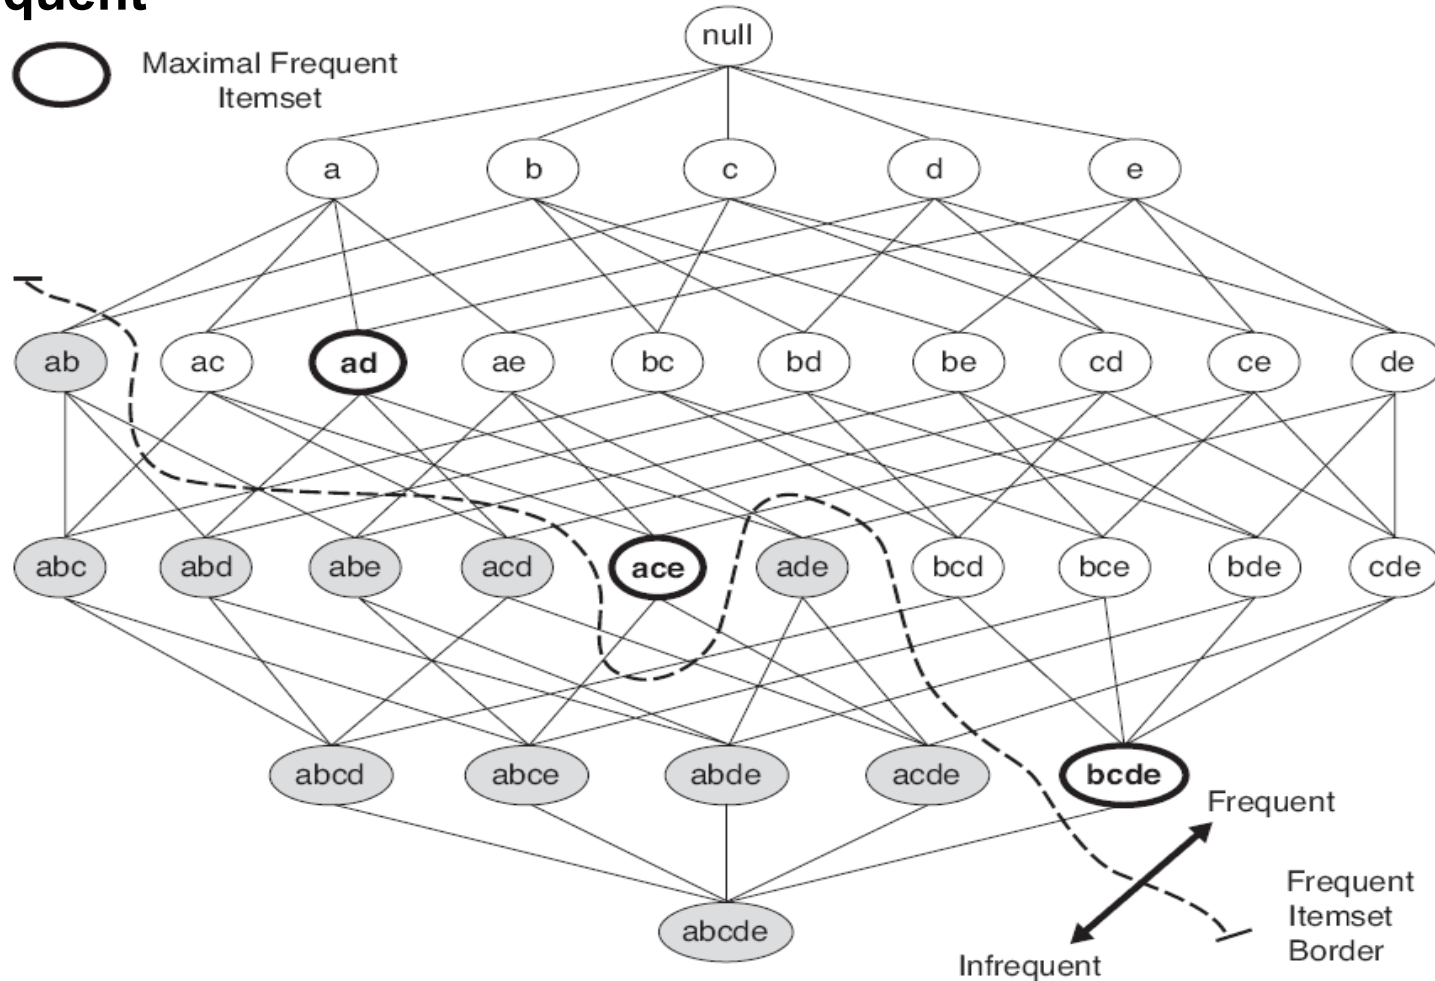 quent
Maximal Frequent
Itemset
null
a b c d e
ab ac ad ae bc bd be cd ce de
abc abd abe acd ace ade bcd bce bde cde
abcd abce abde acde bcde
Frequent
abcde
Frequent
Itemset
Border
Infrequent